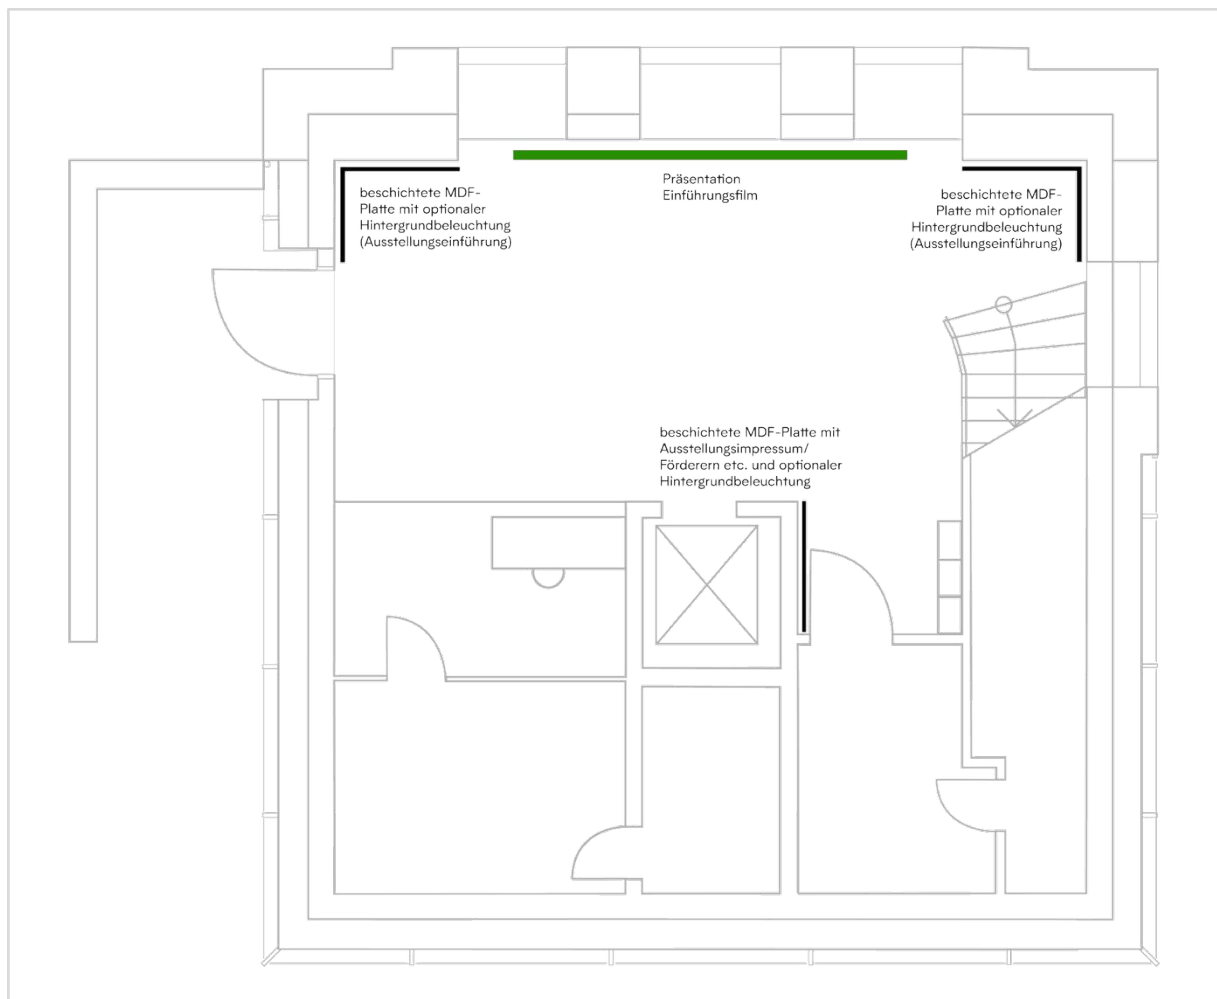 Präsentation
Einführungsfilm
beschichtete MDF-
Platte mit optionaler
Hintergrundbeleuchtung
(Ausstellungseinführung)
beschichtete MDF-
Platte mit optionaler
Hintergrundbeleuchtung
(Ausstellungseinführung)
beschichtete MDF-Platte mit
Ausstellungsimpressum/
Förderern etc. und optionaler
Hintergrundbeleuchtung